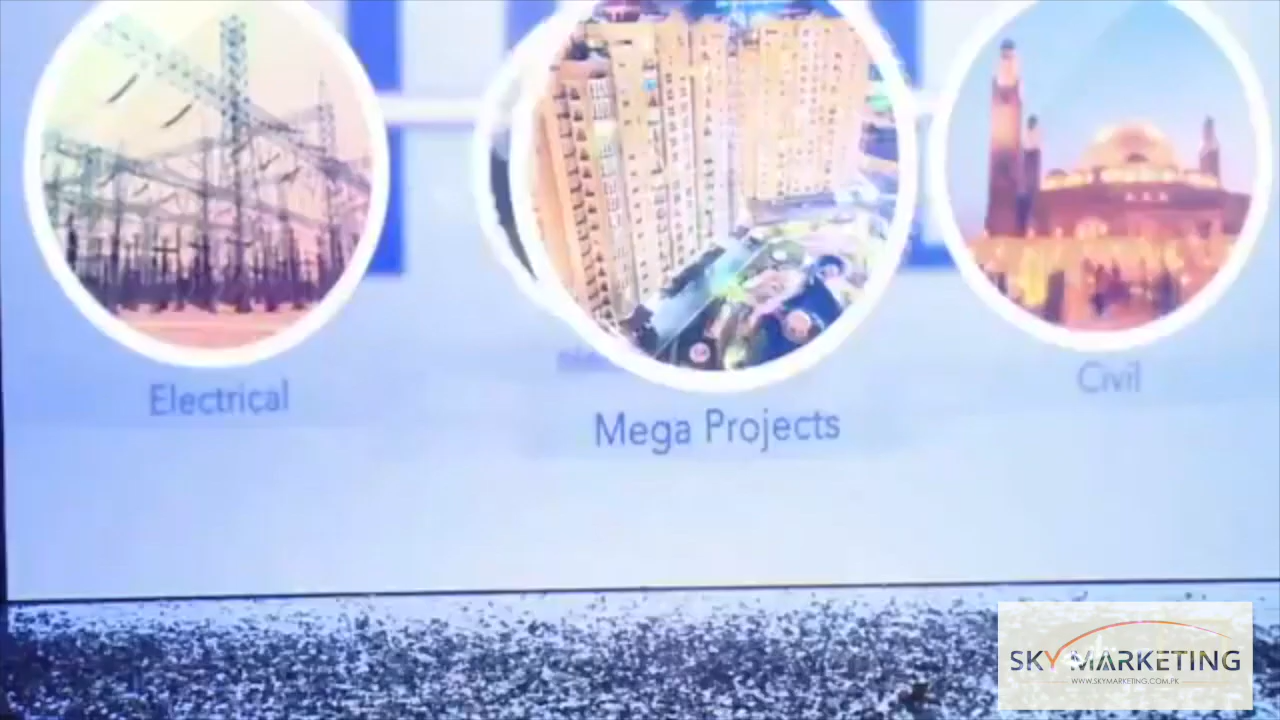 Electrical
Mega Projects
Civil
SKY MARKETING
WWW.SKYMARKETING.COM.PK